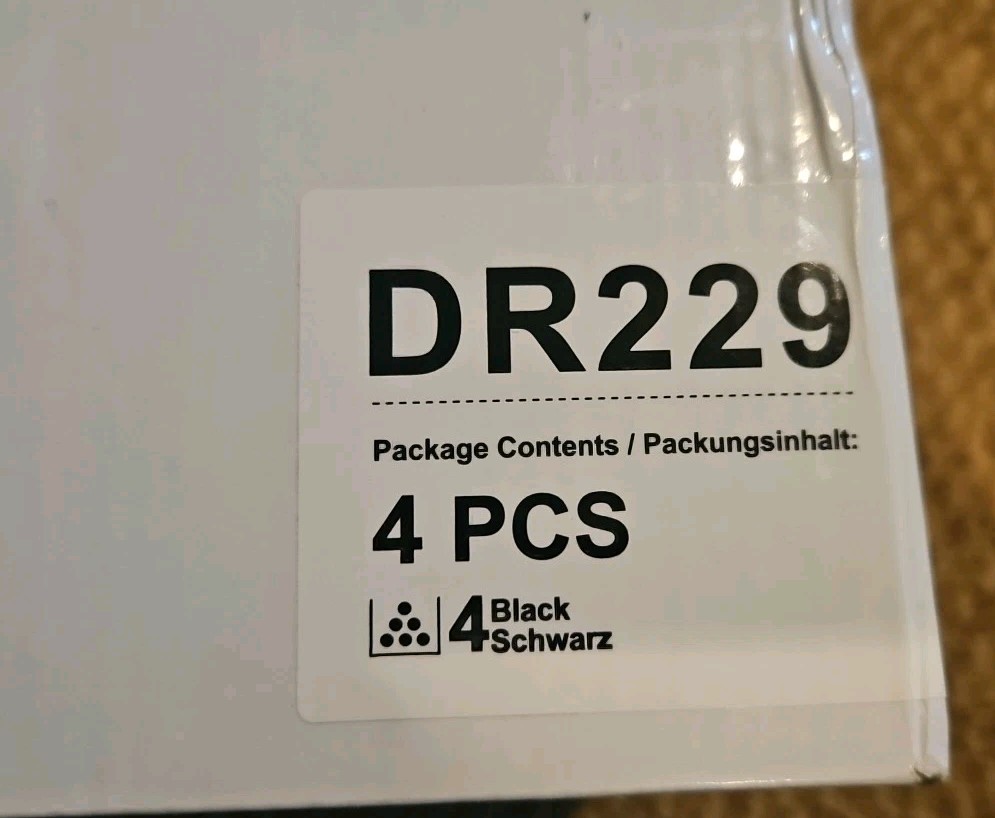 DR229
Package Contents / Packungsinhalt:
4 PCS
4 Black
Schwarz